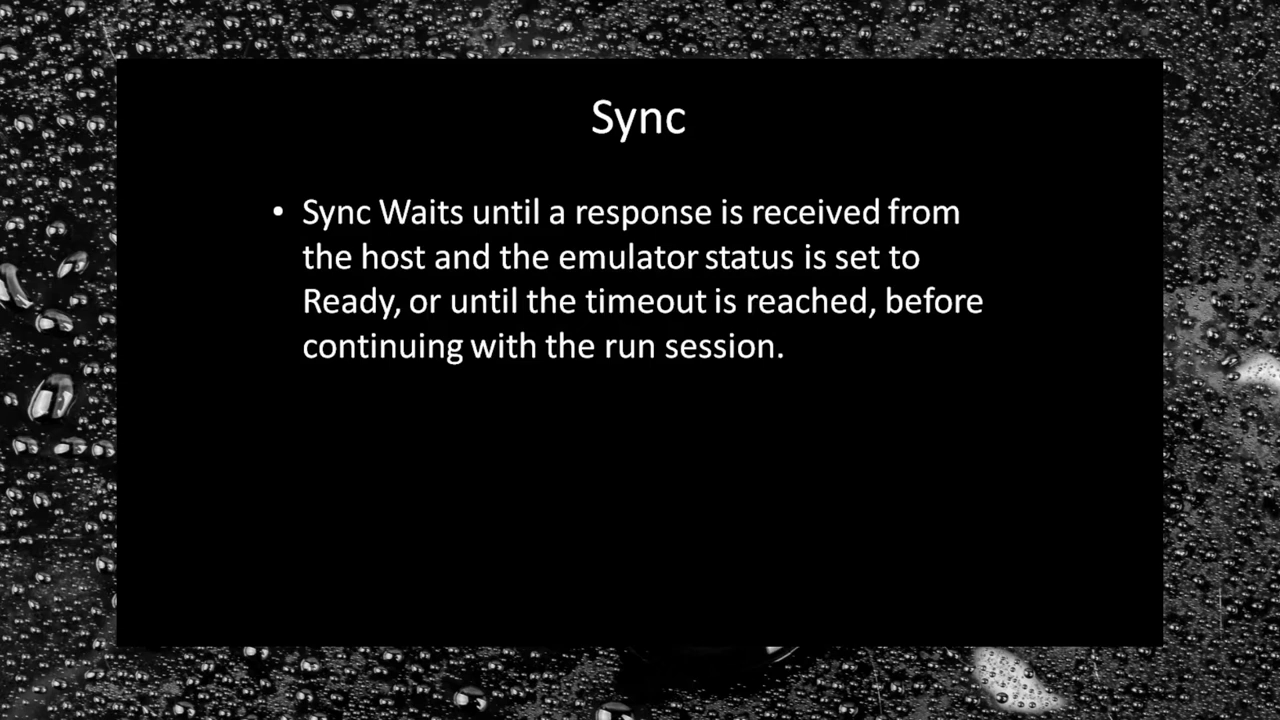 Sync
• Sync Waits until a response is received from
the host and the emulator status is set to
Ready, or until the timeout is reached, before
continuing with the run session.